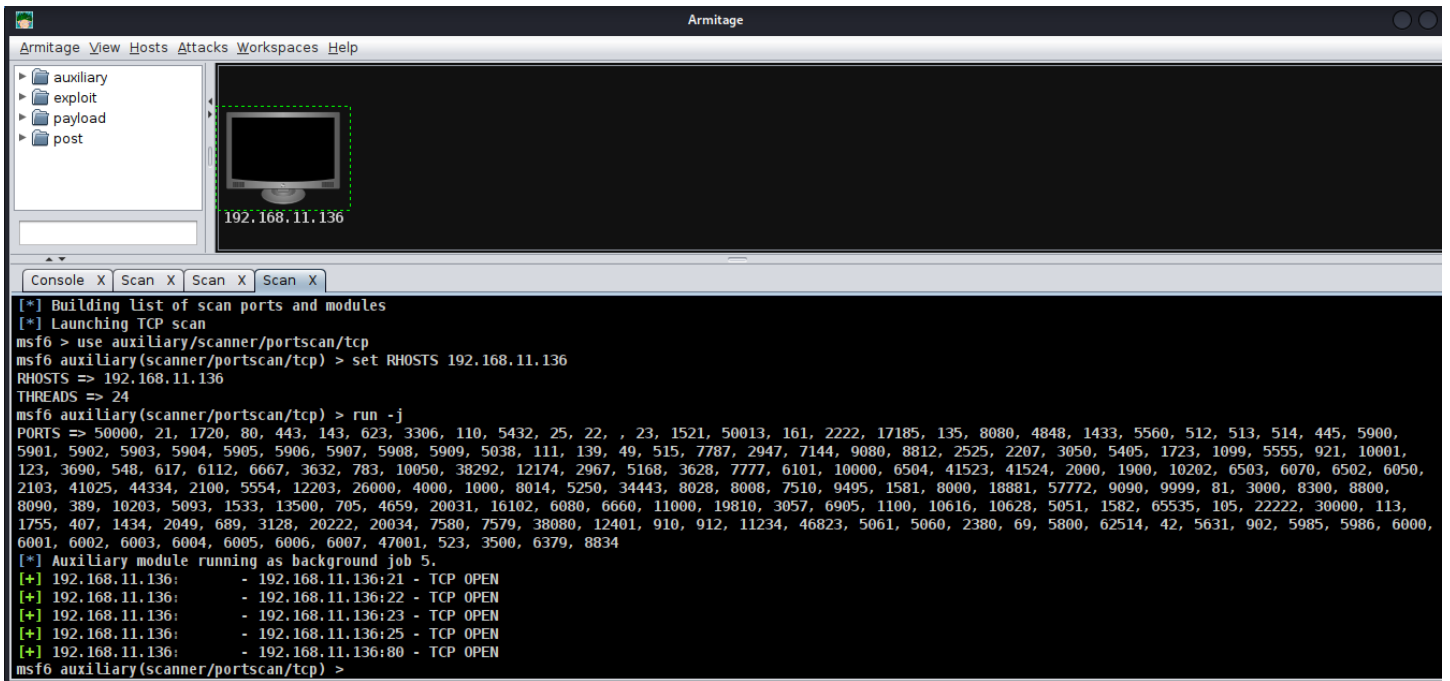 Armitage
Armitage View Hosts Attacks Workspaces Help
auxiliary
exploit
payload
post
192.168.11.136
Console X Scan X Scan X Scan X
[*] Building list of scan ports and modules
[*] Launching TCP scan
msf6 > use auxiliary/scanner/portscan/tcp
msf6 auxiliary(scanner/portscan/tcp) > set RHOSTS 192.168.11.136
RHOSTS => 192.168.11.136
THREADS => 24
msf6 auxiliary(scanner/portscan/tcp) > run -j
PORTS => 50000, 21, 1720, 80, 443, 143, 623, 3306, 110, 5432, 25, 22, , 23, 1521, 50013, 161, 2222, 17185, 135, 8080, 4848, 1433, 5560, 512, 513, 514, 445, 5900,
5901, 5902, 5903, 5904, 5905, 5906, 5907, 5908, 5909, 5038, 111, 139, 49, 515, 7787, 2947, 7144, 9080, 8812, 2525, 2207, 3050, 5405, 1723, 1099, 5555, 921, 10001,
123, 3690, 548, 617, 6112, 6667, 3632, 783, 10050, 38292, 12174, 2967, 5168, 3628, 7777, 6101, 10000, 6504, 41523, 41524, 2000, 1900, 10202, 6503, 6070, 6502, 6050,
2103, 41025, 44334, 2100, 5554, 12203, 26000, 4000, 1000, 8014, 5250, 34443, 8028, 8008, 7510, 9495, 1581, 8000, 18881, 57772, 9090, 9999, 81, 3000, 8300, 8800,
8090, 389, 10203, 5093, 1533, 13500, 705, 4659, 20031, 16102, 6080, 6660, 11000, 19810, 3057, 6905, 1100, 10616, 10628, 5051, 1582, 65535, 105, 22222, 30000, 113,
1755, 407, 1434, 2049, 689, 3128, 20222, 20034, 7580, 7579, 38080, 12401, 910, 912, 11234, 46823, 5061, 5060, 2380, 69, 5800, 62514, 42, 5631, 902, 5985, 5986, 6000,
6001, 6002, 6003, 6004, 6005, 6006, 6007, 47001, 523, 3500, 6379, 8834
[*] Auxiliary module running as background job 5.
[+] 192.168.11.136: - 192.168.11.136:21 - TCP OPEN
[+] 192.168.11.136: - 192.168.11.136:22 - TCP OPEN
[+] 192.168.11.136: - 192.168.11.136:23 - TCP OPEN
[+] 192.168.11.136: - 192.168.11.136:25 - TCP OPEN
[+] 192.168.11.136: - 192.168.11.136:80 - TCP OPEN
msf6 auxiliary(scanner/portscan/tcp) >